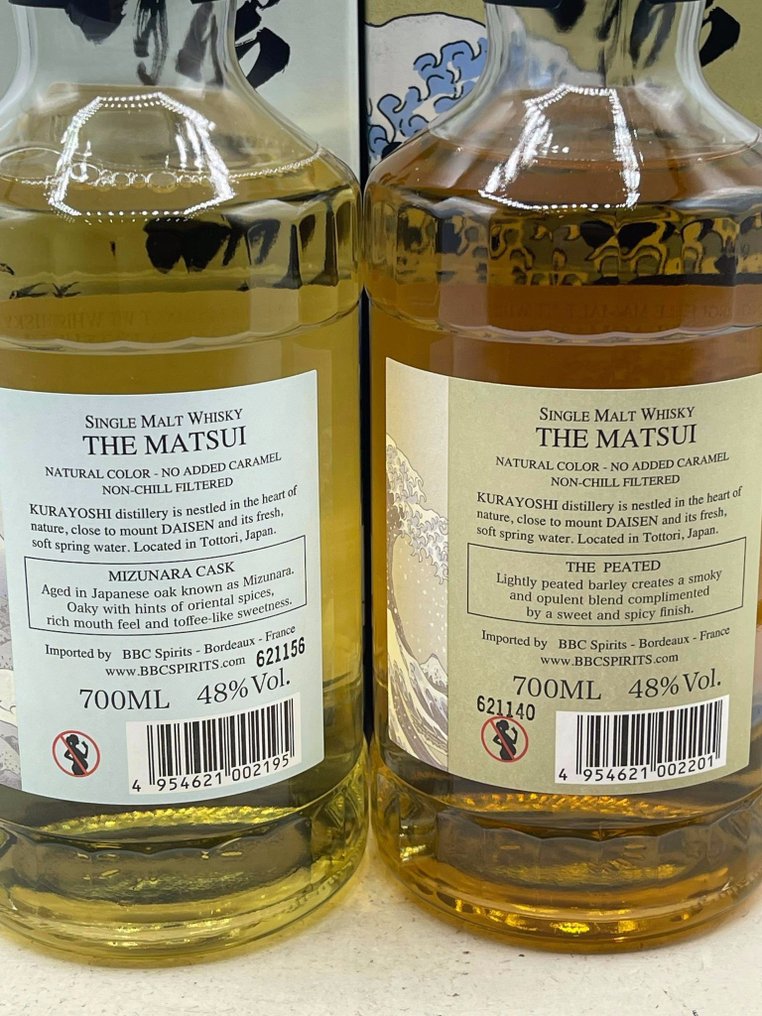 SINGLE MALT WHISKY
THE MATSUI
NATURAL COLOR - NO ADDED CARAMEL
NON-CHILL FILTERED
KURAYOSHI distillery is nestled in the heart of
nature, close to mount DAISEN and its fresh,
soft spring water. Located in Tottori, Japan.
MIZUNARA CASK
Aged in Japanese oak known as Mizunara.
Oaky with hints of oriental spices,
rich mouth feel and toffee-like sweetness.
Imported by BBC Spirits - Bordeaux - France
www.BBCSPIRITS.com 621156
700ML 48% Vol.
4 954621 002195
SINGLE MALT WHISKY
THE MATSUI
NATURAL COLOR - NO ADDED CARAMEL
NON-CHILL FILTERED
KURAYOSHI distillery is nestled in the heart of
nature, close to mount DAISEN and its fresh,
soft spring water. Located in Tottori, Japan.
THE PEATED
Lightly peated barley creates a smoky
and opulent blend complimented
by a sweet and spicy finish.
Imported by BBC Spirits - Bordeaux - France
www.BBCSPIRITS.com
700ML 48% Vol.
621140
4 954621 002201